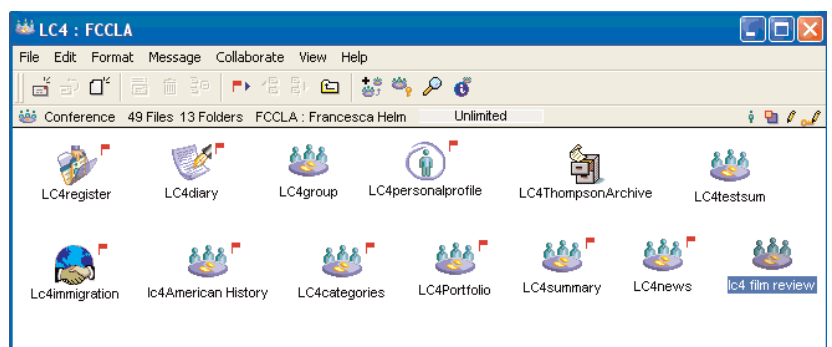 LC4 : FCCLA
File Edit Format Message Collaborate View Help
Conference 49 Files 13 Folders FCCLA : Francesca Helm Unlimited
LC4register LC4diary LC4group LC4personalprofile LC4ThompsonArchive LC4testsum
Lc4immigration lc4American History LC4categories LC4Portfolio LC4summary LC4news lc4 film review